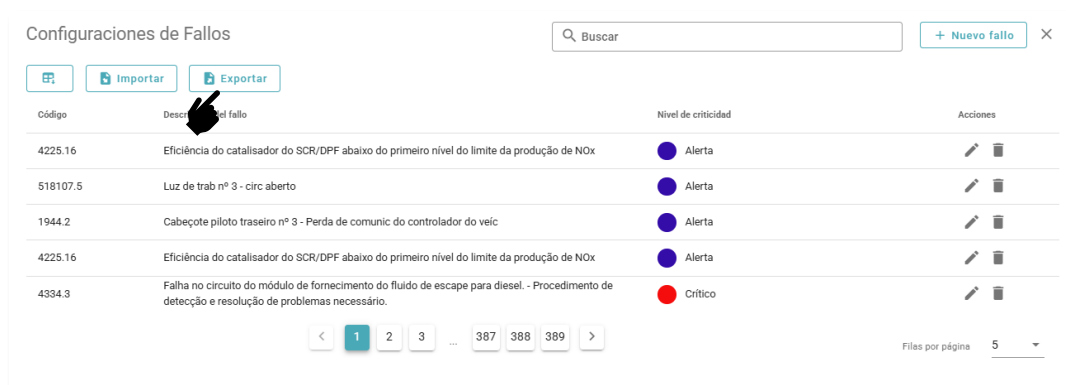 Configuraciones de Fallos
Buscar
+ Nuevo fallo
Importar
Exportar
Código
Descr
el fallo
Nivel de criticidad
Acciones
4225.16
Eficiência do catalisador do SCR/DPF abaixo do primeiro nível do limite da produção de NOx
Alerta
518107.5
Luz de trab nº 3 - circ aberto
Alerta
1944.2
Cabeçote piloto traseiro nº 3 - Perda de comunic do controlador do veíc
Alerta
4225.16
Eficiência do catalisador do SCR/DPF abaixo do primeiro nível do limite da produção de NOx
Alerta
4334.3
Falha no circuito do módulo de fornecimento do fluido de escape para diesel. - Procedimento de
detecção e resolução de problemas necessário.
Crítico
< 1 2 3 ... 387 388 389 >
Filas por página 5